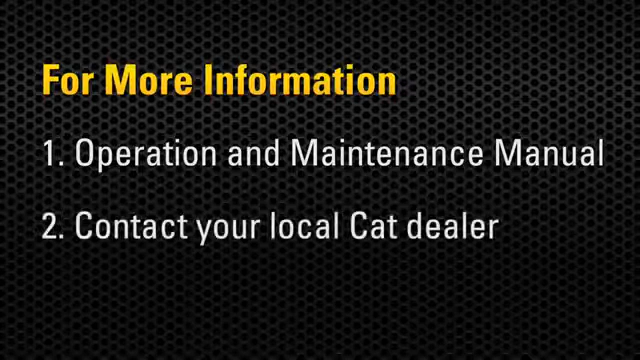 For More Information
1. Operation and Maintenance Manual
2. Contact your local Cat dealer